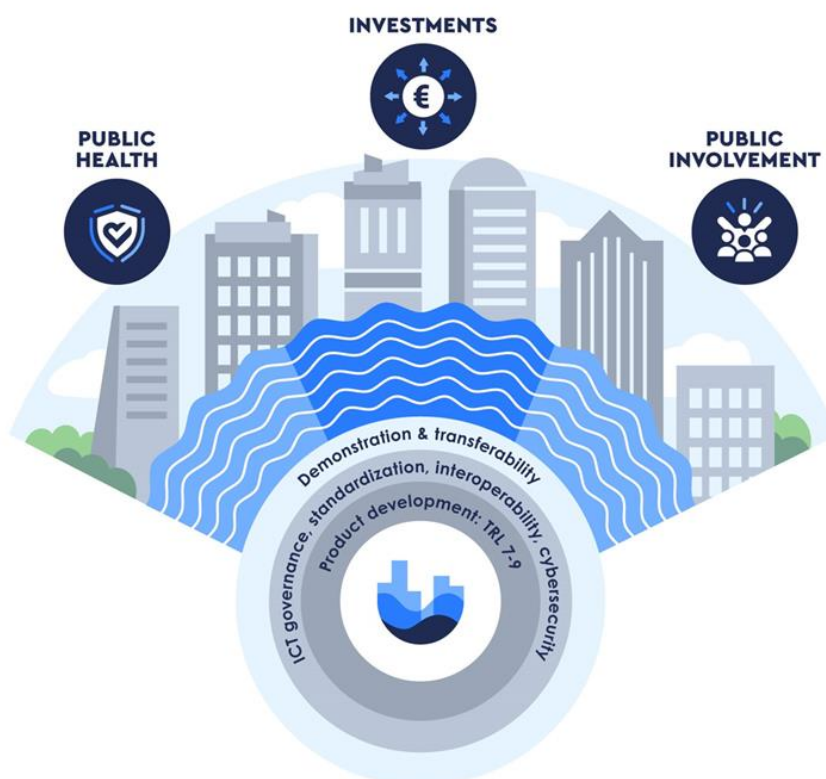 INVESTMENTS
€
PUBLIC
HEALTH
PUBLIC
INVOLVEMENT
Demonstration & transferability
ICT governance, standardization, interoperability, cybersecurity
Product development: TRL 7-9